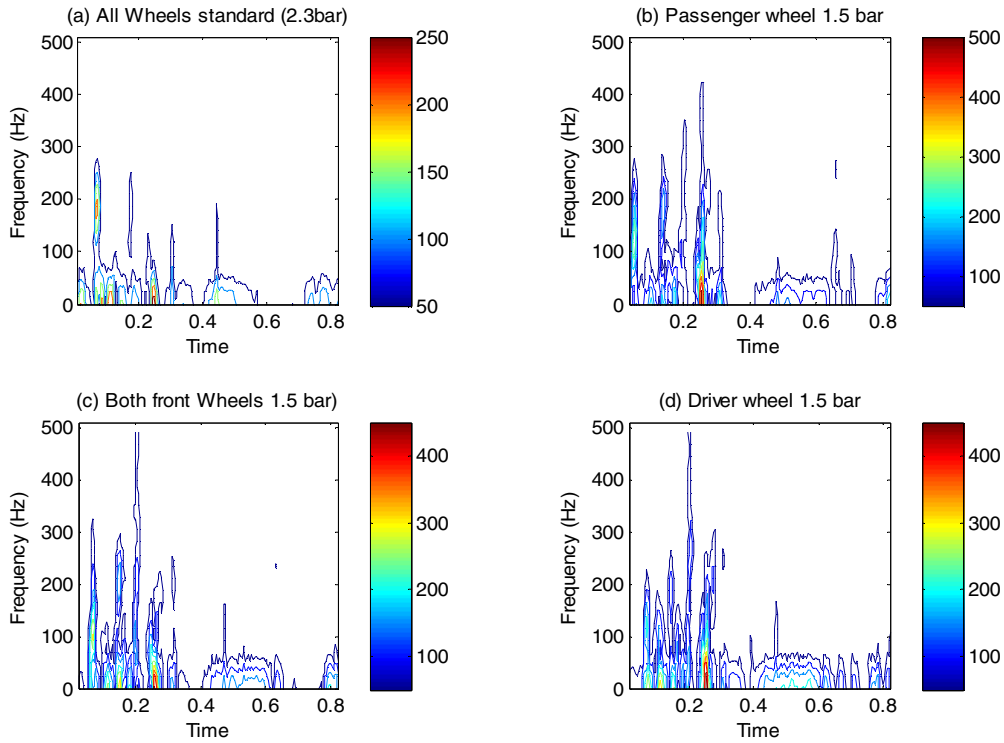 (a) All Wheels standard (2.3bar)
500
400
300
200
100
0
Frequency (Hz)
0.2 0.4 0.6 0.8
Time
250
200
150
100
50
(b) Passenger wheel 1.5 bar
500
400
300
200
100
0
Frequency (Hz)
0.2 0.4 0.6 0.8
Time
500
400
300
200
100
(c) Both front Wheels 1.5 bar)
500
400
300
200
100
0
Frequency (Hz)
0.2 0.4 0.6 0.8
Time
400
300
200
100
(d) Driver wheel 1.5 bar
500
400
300
200
100
0
Frequency (Hz)
0.2 0.4 0.6 0.8
Time
400
300
200
100